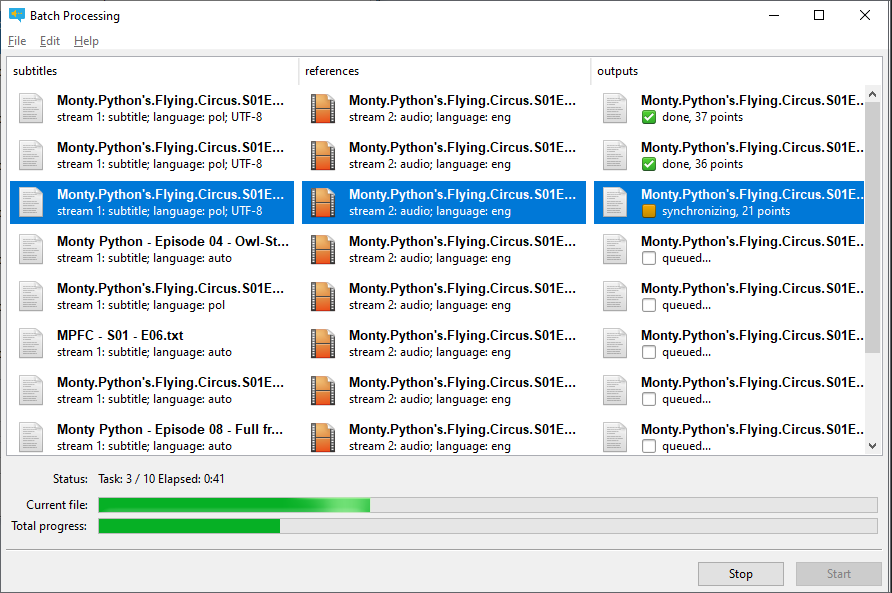 Batch Processing
File Edit Help
subtitles references outputs
Monty.Python's.Flying.Circus.S01E... Monty.Python's.Flying.Circus.S01E... Monty.Python's.Flying.Circus.S01E..
stream 1: subtitle; language: pol; UTF-8 stream 2: audio; language: eng done, 37 points
Monty.Python's.Flying.Circus.S01E... Monty.Python's.Flying.Circus.S01E... Monty.Python's.Flying.Circus.S01E..
stream 1: subtitle; language: pol; UTF-8 stream 2: audio; language: eng done, 36 points
Monty.Python's.Flying.Circus.S01E... Monty.Python's.Flying.Circus.S01E... Monty.Python's.Flying.Circus.S01E..
stream 1: subtitle; language: pol; UTF-8 stream 2: audio; language: eng synchronizing, 21 points
Monty Python - Episode 04 - Owl-St... Monty.Python's.Flying.Circus.S01E... Monty.Python's.Flying.Circus.S01E..
stream 1: subtitle; language: auto stream 2: audio; language: eng queued...
Monty.Python's.Flying.Circus.S01E... Monty.Python's.Flying.Circus.S01E... Monty.Python's.Flying.Circus.S01E..
stream 1: subtitle; language: pol stream 2: audio; language: eng queued...
MPFC - S01 - E06.txt Monty.Python's.Flying.Circus.S01E... Monty.Python's.Flying.Circus.S01E..
stream 1: subtitle; language: auto stream 2: audio; language: eng queued...
Monty.Python's.Flying.Circus.S01E... Monty.Python's.Flying.Circus.S01E... Monty.Python's.Flying.Circus.S01E..
stream 1: subtitle; language: auto stream 2: audio; language: eng queued...
Monty Python - Episode 08 - Full fr... Monty.Python's.Flying.Circus.S01E... Monty.Python's.Flying.Circus.S01E..
stream 1: subtitle; language: auto stream 2: audio; language: eng queued...
Status: Task: 3 / 10 Elapsed: 0:41
Current file:
Total progress:
Stop Start